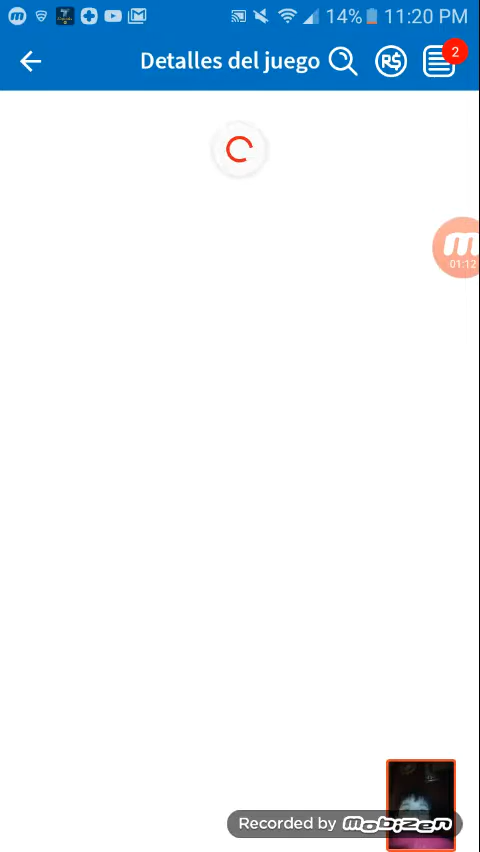 14% 11:20 PM
Detalles del juego
R$
2
01:12
Recorded by mobizen